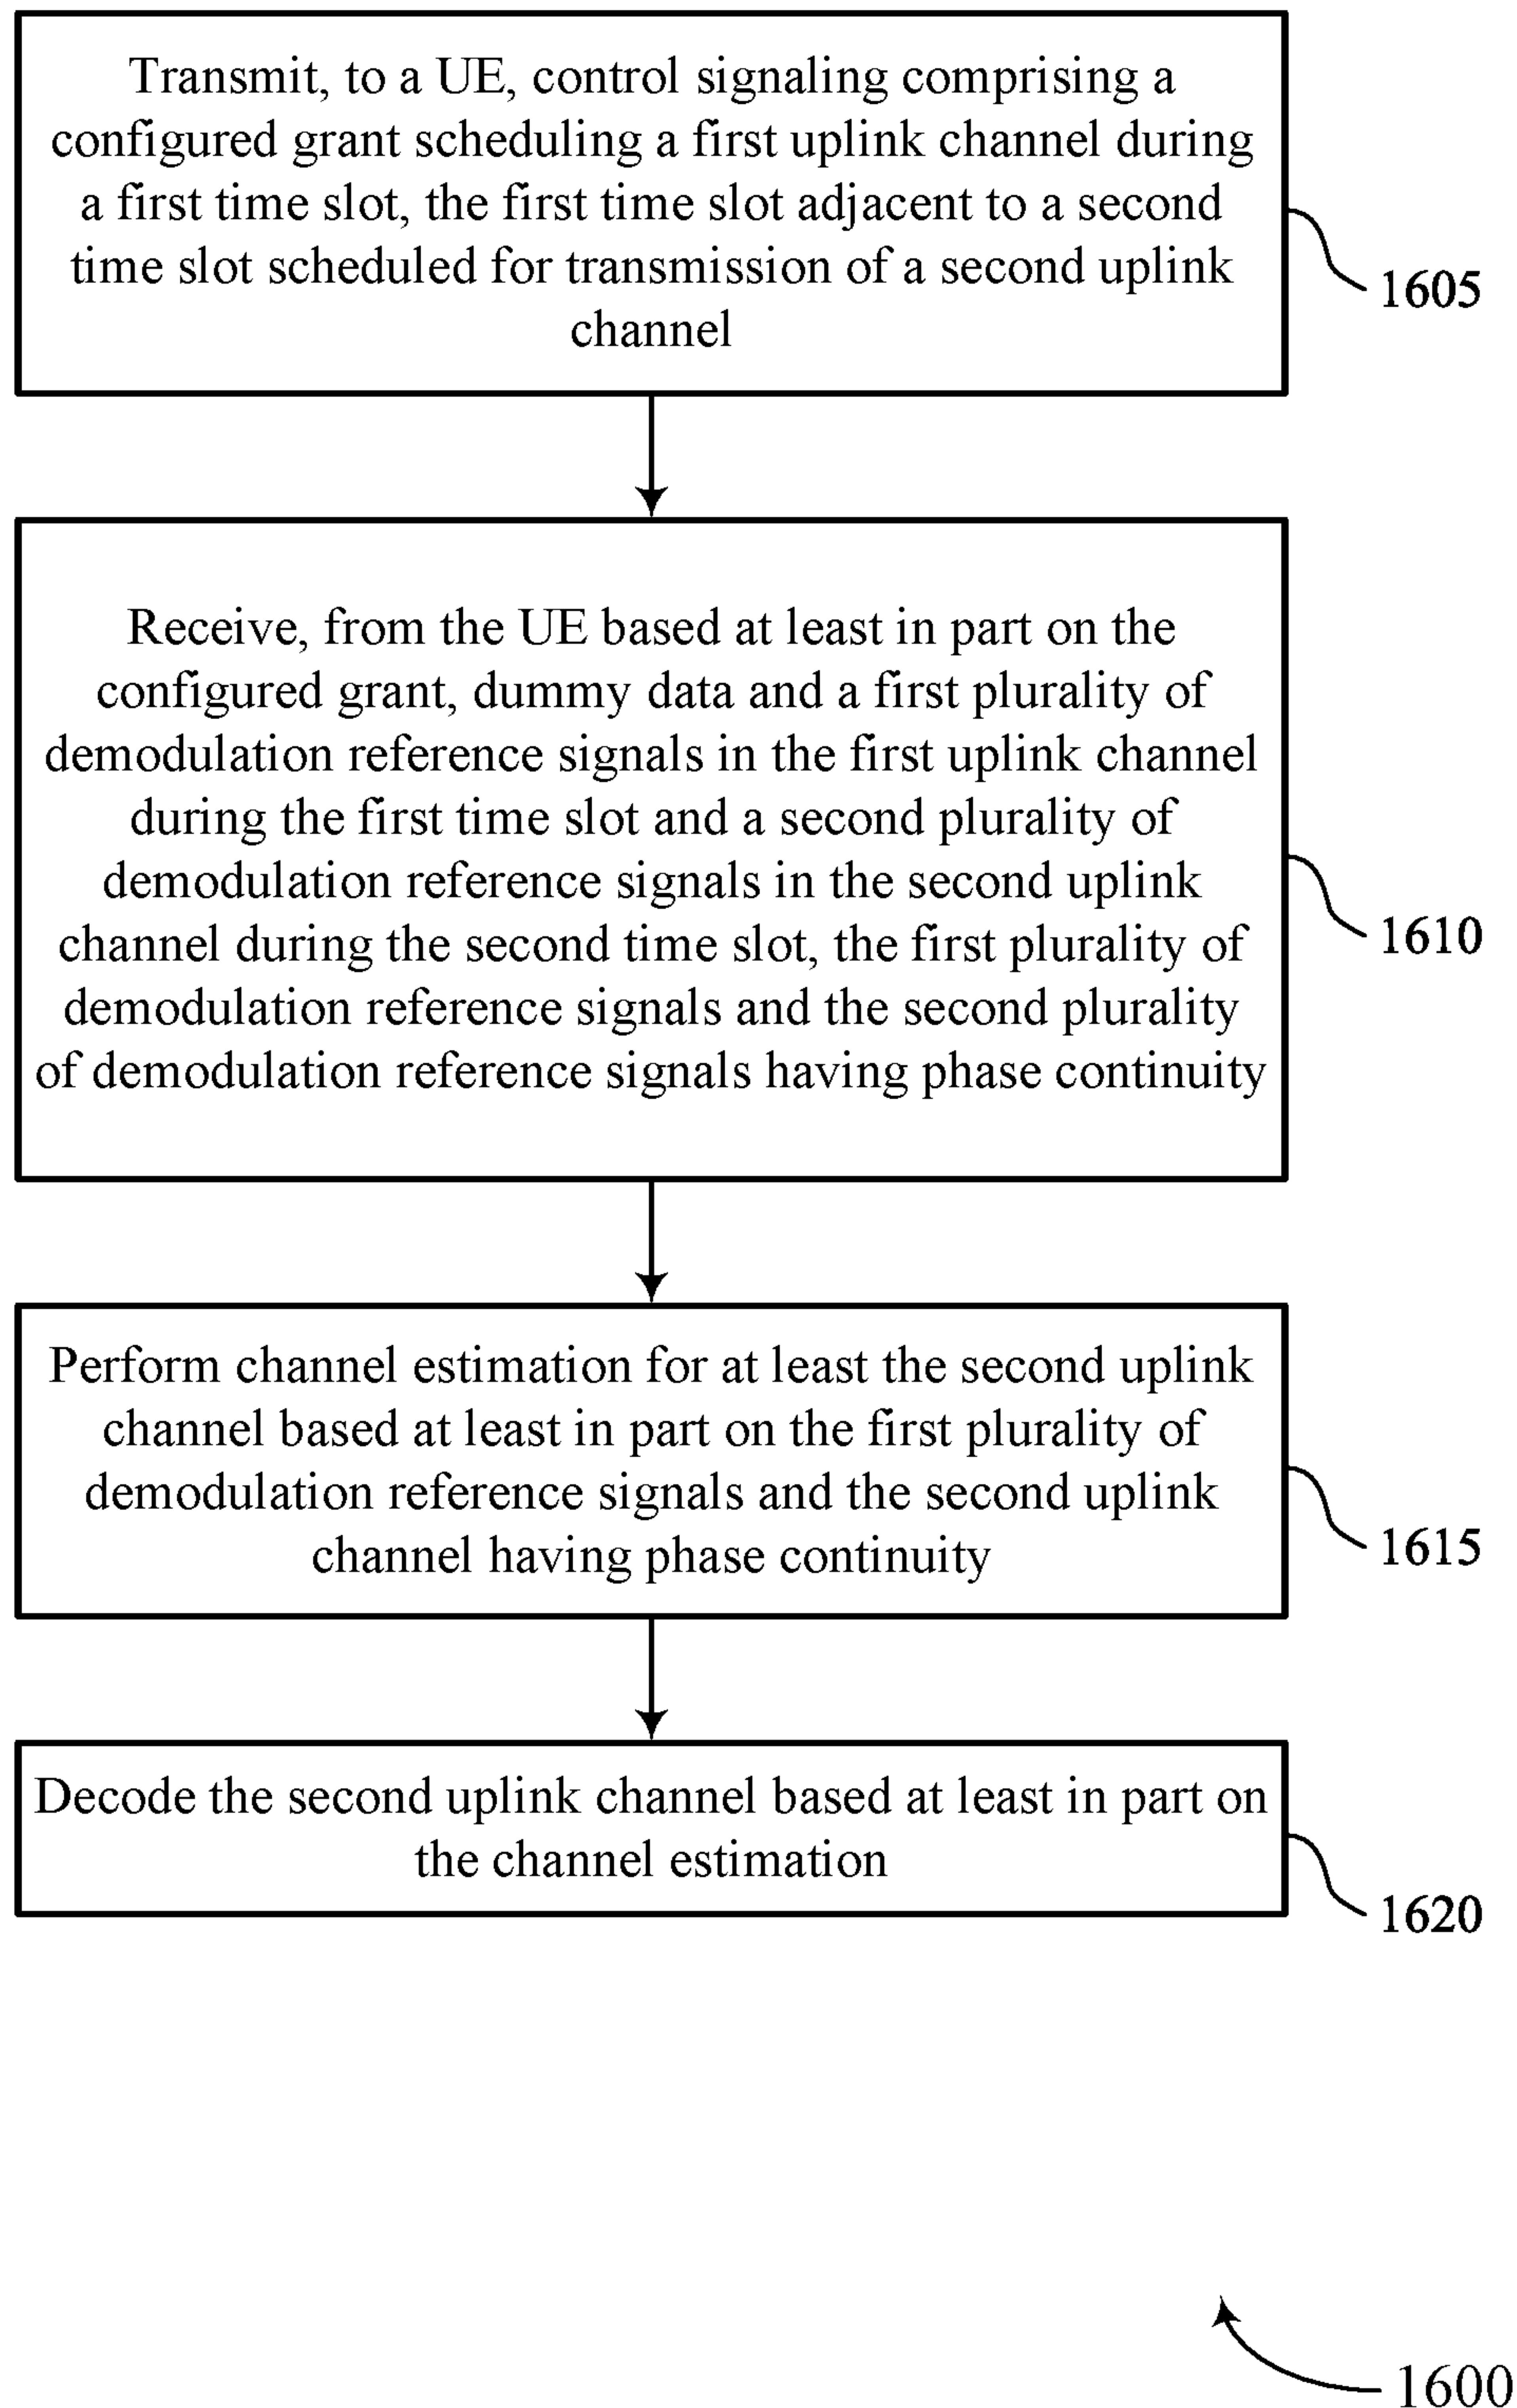 Transmit, to a UE, control signaling comprising a
configured grant scheduling a first uplink channel during
a first time slot, the first time slot adjacent to a second
time slot scheduled for transmission of a second uplink
channel
1605
Receive, from the UE based at least in part on the
configured grant, dummy data and a first plurality of
demodulation reference signals in the first uplink channel
during the first time slot and a second plurality of
demodulation reference signals in the second uplink
channel during the second time slot, the first plurality of
demodulation reference signals and the second plurality
of demodulation reference signals having phase continuity
1610
Perform channel estimation for at least the second uplink
channel based at least in part on the first plurality of
demodulation reference signals and the second uplink
channel having phase continuity
1615
Decode the second uplink channel based at least in part on
the channel estimation
1620
1600